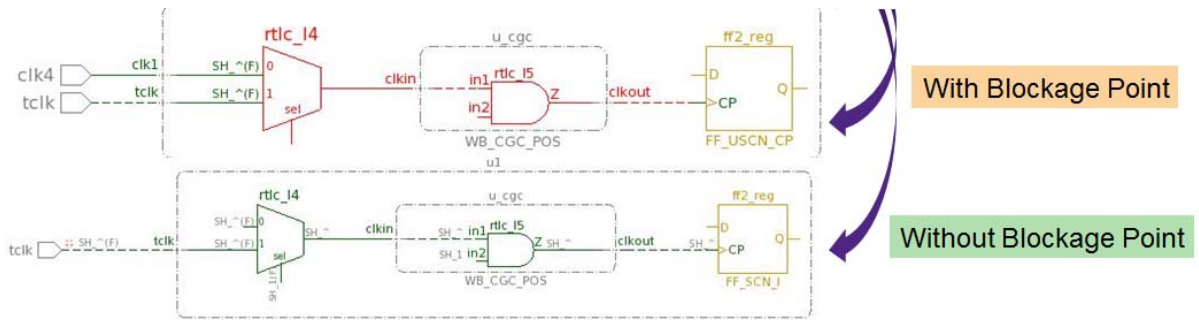 rtlc_I4
u_cgc
ff2_reg
clk4
clk1
SH_^(F)
0
clkin
in1
rtlc_I5
D
Q
tclk
tclk
SH_^(F)
1
in2
Z
clkout
CP
sel
WB_CGC_POS
FF_USCN_CP
With Blockage Point
u1
rtlc_I4
u_cgc
ff2_reg
SH_^(F)
0
clkin
SH_^
in1
rtlc_I5
D
Q
tclk
SH_^(F)
tclk
SH_^(F)
1
SH_^
SH_1
in2
Z
SH_^
clkout
SH_^
CP
sel
SH_1(F)
WB_CGC_POS
FF_SCN_I
Without Blockage Point